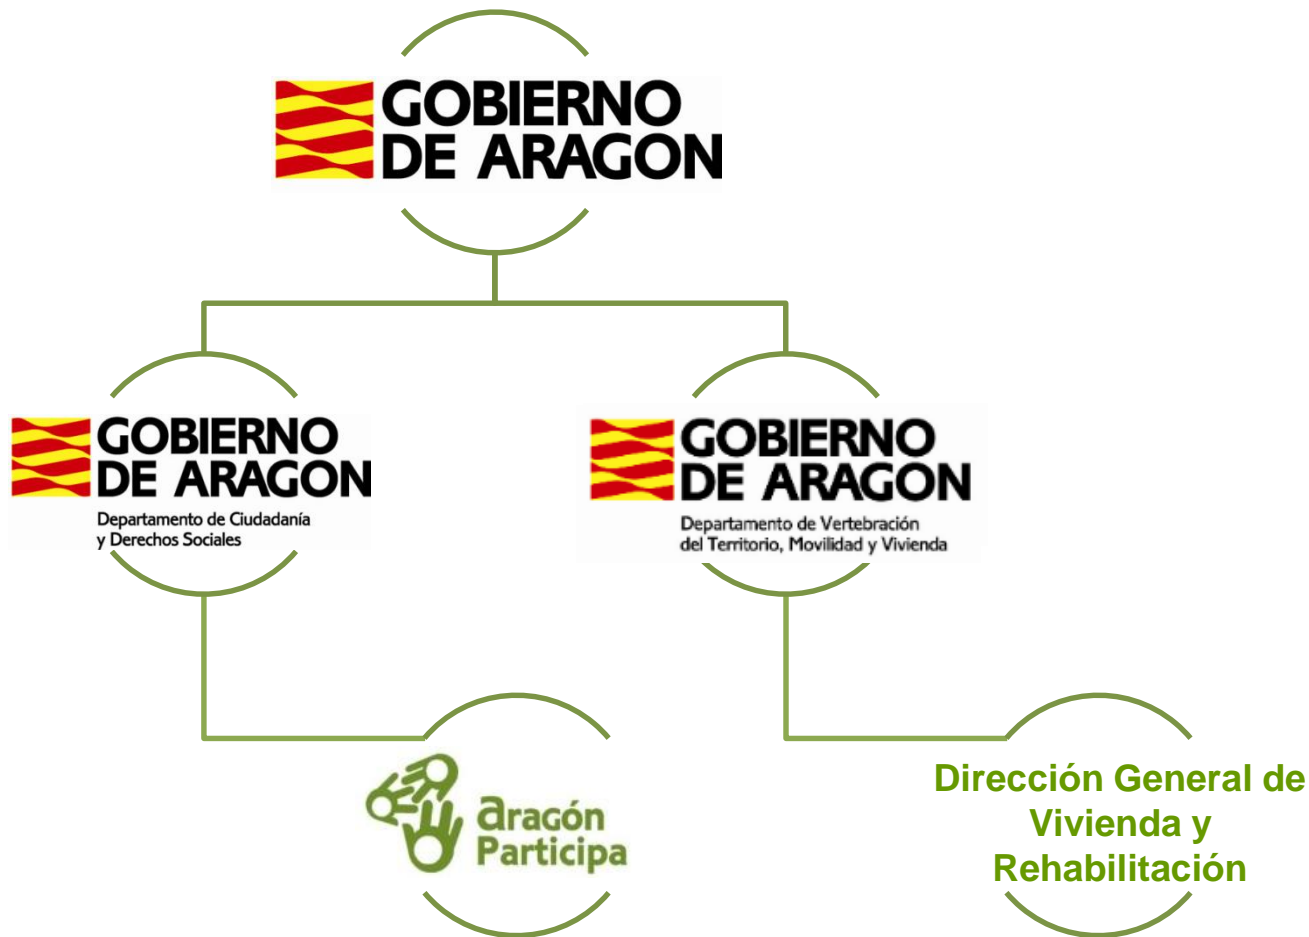 GOBIERNO
DE ARAGON
GOBIERNO
DE ARAGON
Departamento de Ciudadanía
y Derechos Sociales
GOBIERNO
DE ARAGON
Departamento de Vertebración
del Territorio, Movilidad y Vivienda
aragón
Participa
Dirección General de
Vivienda y
Rehabilitación